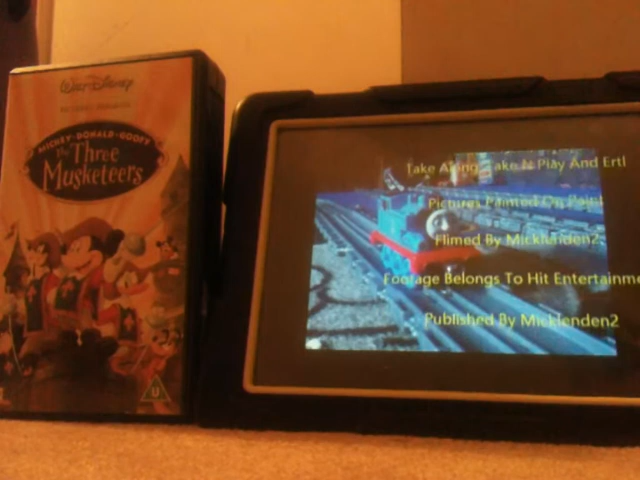 Walt Disney
MICKEY · DONALD · GOOFY
The Three
Musketeers
U
Take Along, Take N Play And Ertl
Pictures Painted On Paint
Flimed By Micklenden2
Footage Belongs To Hit Entertainme
Published By Micklenden2